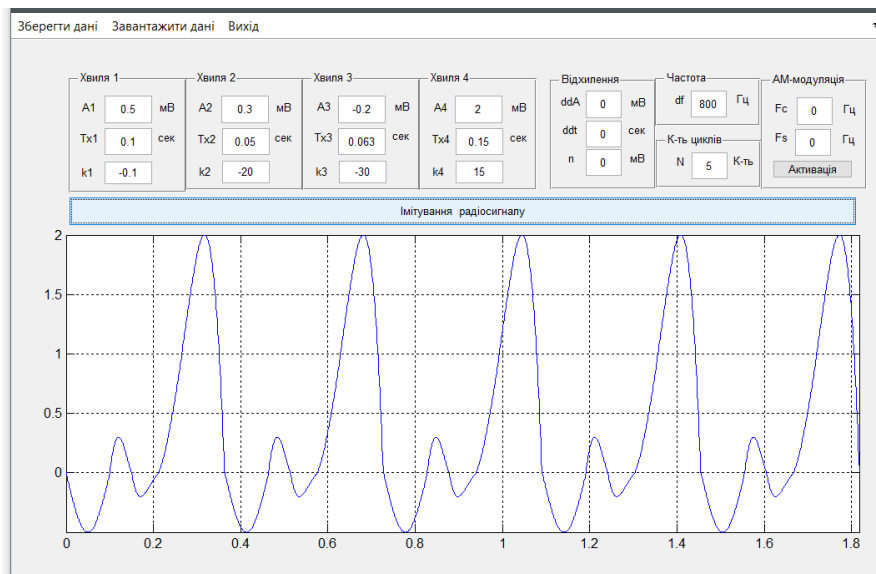 Зберегти дані Завантажити дані Вихід
Хвиля 1 Хвиля 2 Хвиля 3 Хвиля 4 Відхилення Частота АМ-модуляція
A1 0.5 мВ A2 0.3 мВ A3 -0.2 мВ A4 2 мВ ddA 0 мВ df 800 Гц Fc 0 Гц
Tx1 0.1 сек Tx2 0.05 сек Tx3 0.063 сек Tx4 0.15 сек ddt 0 сек К-ть циклів Fs 0 Гц
k1 -0.1 k2 -20 k3 -30 k4 15 n 0 мВ N 5 К-ть Активація
Імітування радіосигналу
2
1.5
1
0.5
0
0 0.2 0.4 0.6 0.8 1 1.2 1.4 1.6 1.8